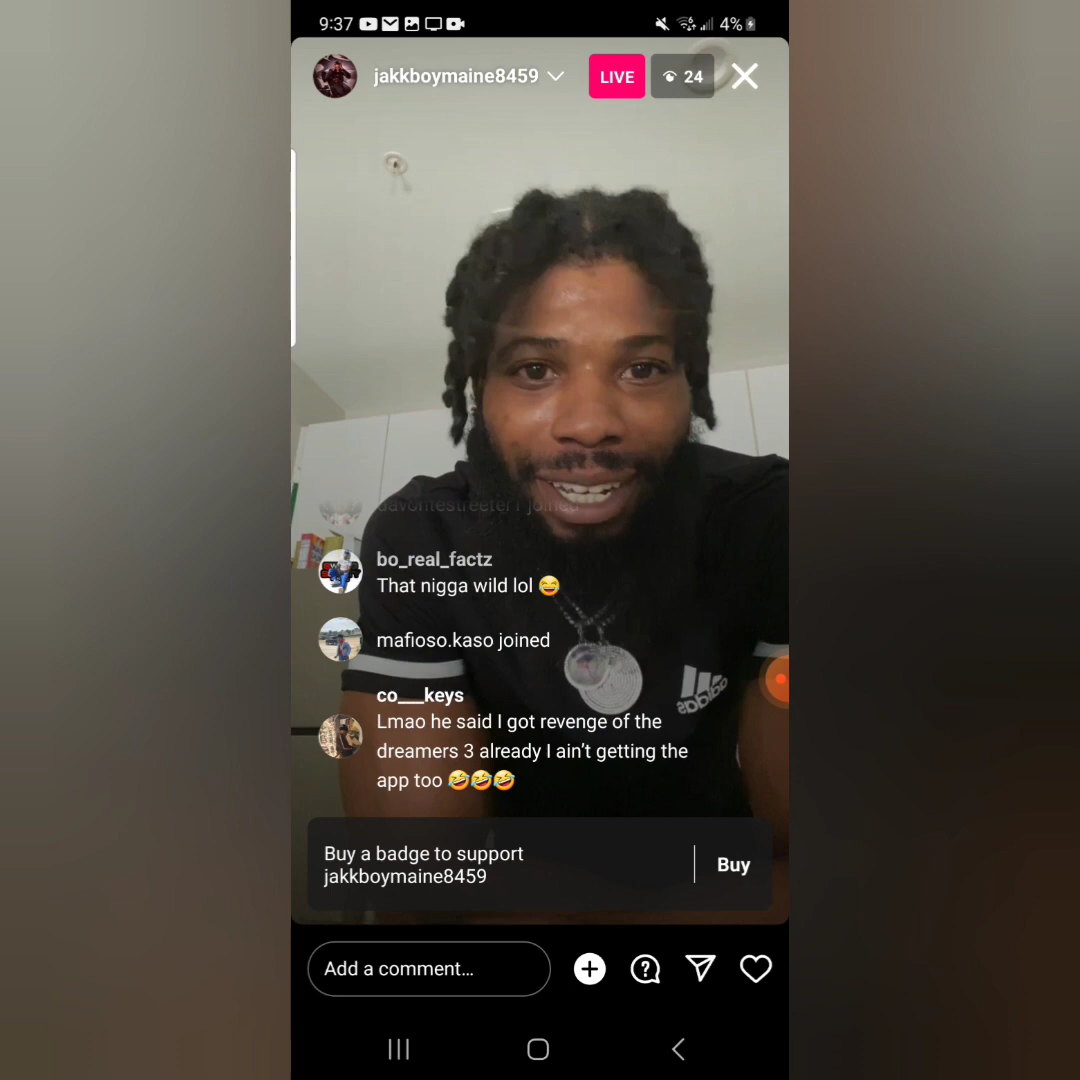 9:37
4%
jakkboymaine8459
LIVE
24
davontestreeter1 joined
bo_real_factz
That nigga wild lol 😂
mafioso.kaso joined
co___keys
Lmao he said I got revenge of the
dreamers 3 already I ain't getting the
app too 🤣🤣🤣
adidas
Buy a badge to support
jakkboymaine8459
Buy
Add a comment...